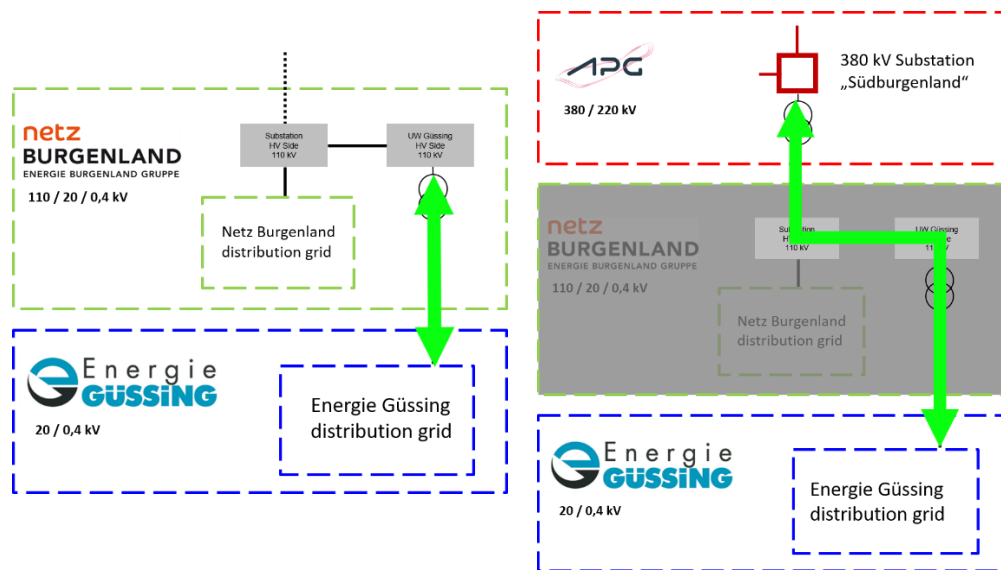 netz
BURGENLAND
ENERGIE BURGENLAND GRUPPE
110 / 20 / 0,4 kV
Substation
HV Side
110 kV
UW Güssing
HV Side
110 kV
Netz Burgenland
distribution grid
Energie
GÜSSiNG
20 / 0,4 kV
Energie Güssing
distribution grid
APG
380 / 220 kV
380 kV Substation
„Südburgenland“
netz
BURGENLAND
ENERGIE BURGENLAND GRUPPE
110 / 20 / 0,4 kV
110 kV
Netz Burgenland
distribution grid
Energie
GÜSSiNG
20 / 0,4 kV
Energie Güssing
distribution grid